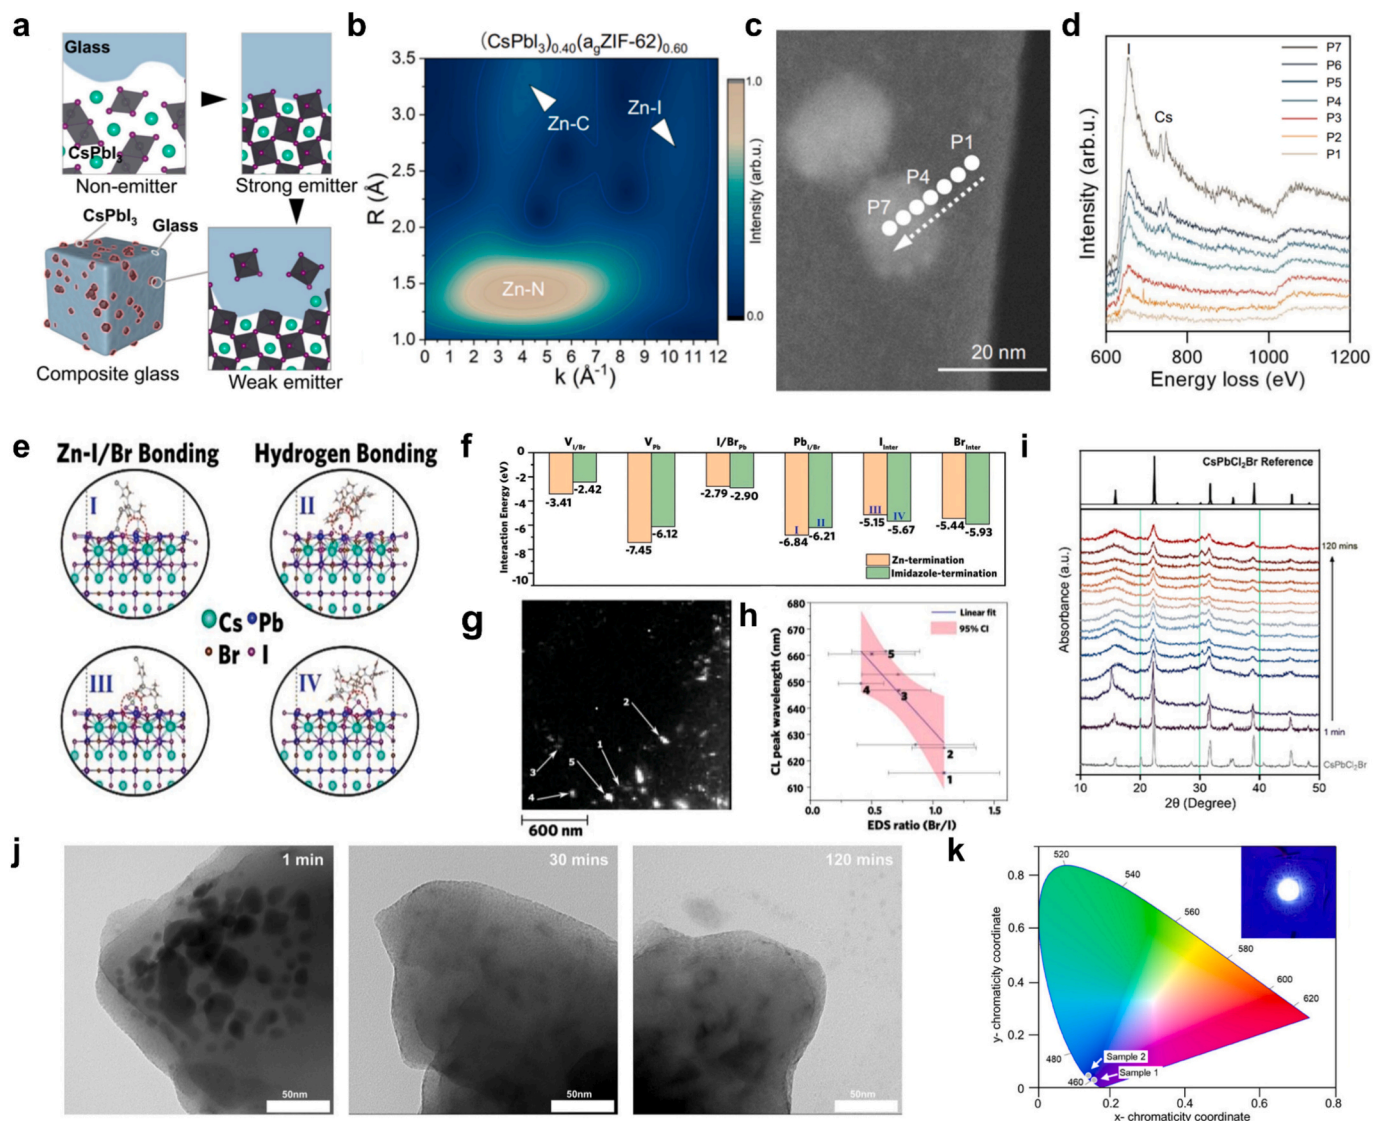 a
Glass
CsPbI₃
Non-emitter
Strong emitter
CsPbI₃
Glass
Composite glass
Weak emitter
b
(CsPbI₃)₀.₄₀(agZIF-62)₀.₆₀
R (Å)
3.5
3.0
2.5
2.0
1.5
1.0
Zn-C
Zn-I
Zn-N
0 1 2 3 4 5 6 7 8 9 10 11 12
k (Å⁻¹)
1.0
Intensity (arb.u.)
0.0
c
P1
P4
P7
20 nm
d
I
Cs
P7
P6
P5
P4
P3
P2
P1
Intensity (arb.u.)
600 800 1000 1200
Energy loss (eV)
e
Zn-I/Br Bonding
Hydrogen Bonding
I
II
Cs Pb
Br I
III
IV
f
V I/Br
V Pb
I/Br Pb
Pb I/Br
I Inter
Br Inter
Interaction Energy (eV)
0
-2
-4
-6
-8
-10
-3.41
-2.42
-7.45
-6.12
-2.79
-2.90
I
II
-6.84
-6.21
III
IV
-5.15
-5.67
-5.44
-5.93
Zn-termination
Imidazole-termination
g
2
1
3
5
4
600 nm
h
CL peak wavelength (nm)
680
670
660
650
640
630
620
610
Linear fit
95% CI
5
4
3
2
1
0.0 0.5 1.0 1.5
EDS ratio (Br/I)
i
CsPbCl₂Br Reference
Absorbance (a.u.)
120 mins
1 min
CsPbCl₂Br
10 20 30 40 50
2θ (Degree)
j
1 min
50nm
30 mins
50nm
120 mins
50nm
k
y- chromaticity coordinate
0.8
0.6
0.4
0.2
0
520
540
560
580
600
620
480
460
Sample 2
Sample 1
0 0.2 0.4 0.6 0.8
x- chromaticity coordinate